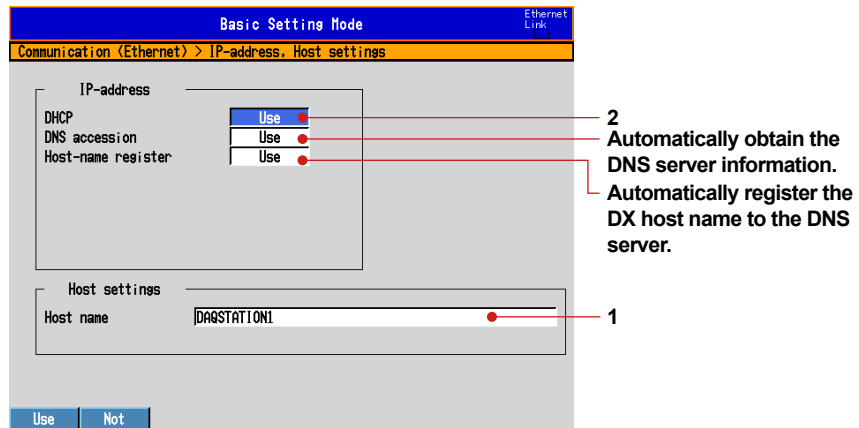 Basic Setting Mode
Ethernet
Link
Communication (Ethernet) > IP-address, Host settings
IP-address
DHCP Use
DNS accession Use
Host-name register Use
2
Automatically obtain the
DNS server information.
Automatically register the
DX host name to the DNS
server.
Host settings
Host name DAQSTATION1
1
Use Not